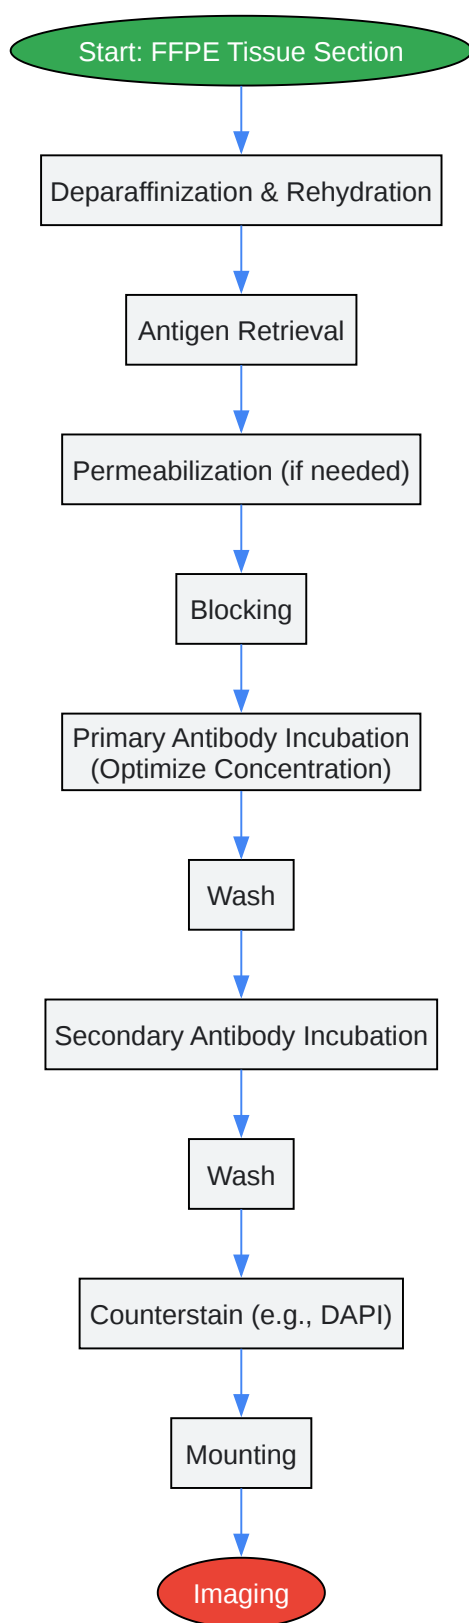 Start: FFPE Tissue Section
Deparaffinization & Rehydration
Antigen Retrieval
Permeabilization (if needed)
Blocking
Primary Antibody Incubation
(Optimize Concentration)
Wash
Secondary Antibody Incubation
Wash
Counterstain (e.g., DAPI)
Mounting
Imaging